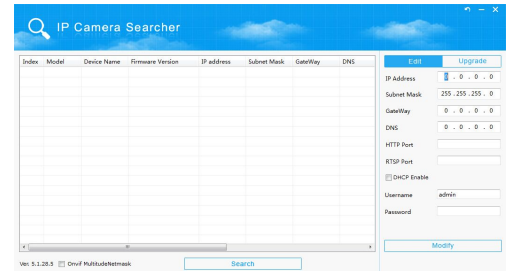 IP Camera Searcher
Index Model Device Name Firmware Version IP address Subnet Mask GateWay DNS
Edit Upgrade
IP Address 0 . 0 . 0 . 0
Subnet Mask 255 . 255 . 255 . 0
GateWay 0 . 0 . 0 . 0
DNS 0 . 0 . 0 . 0
HTTP Port
RTSP Port
DHCP Enable
Username admin
Password
Modify
Ver. 5.1.28.5 Onvif MultitudeNetmask Search